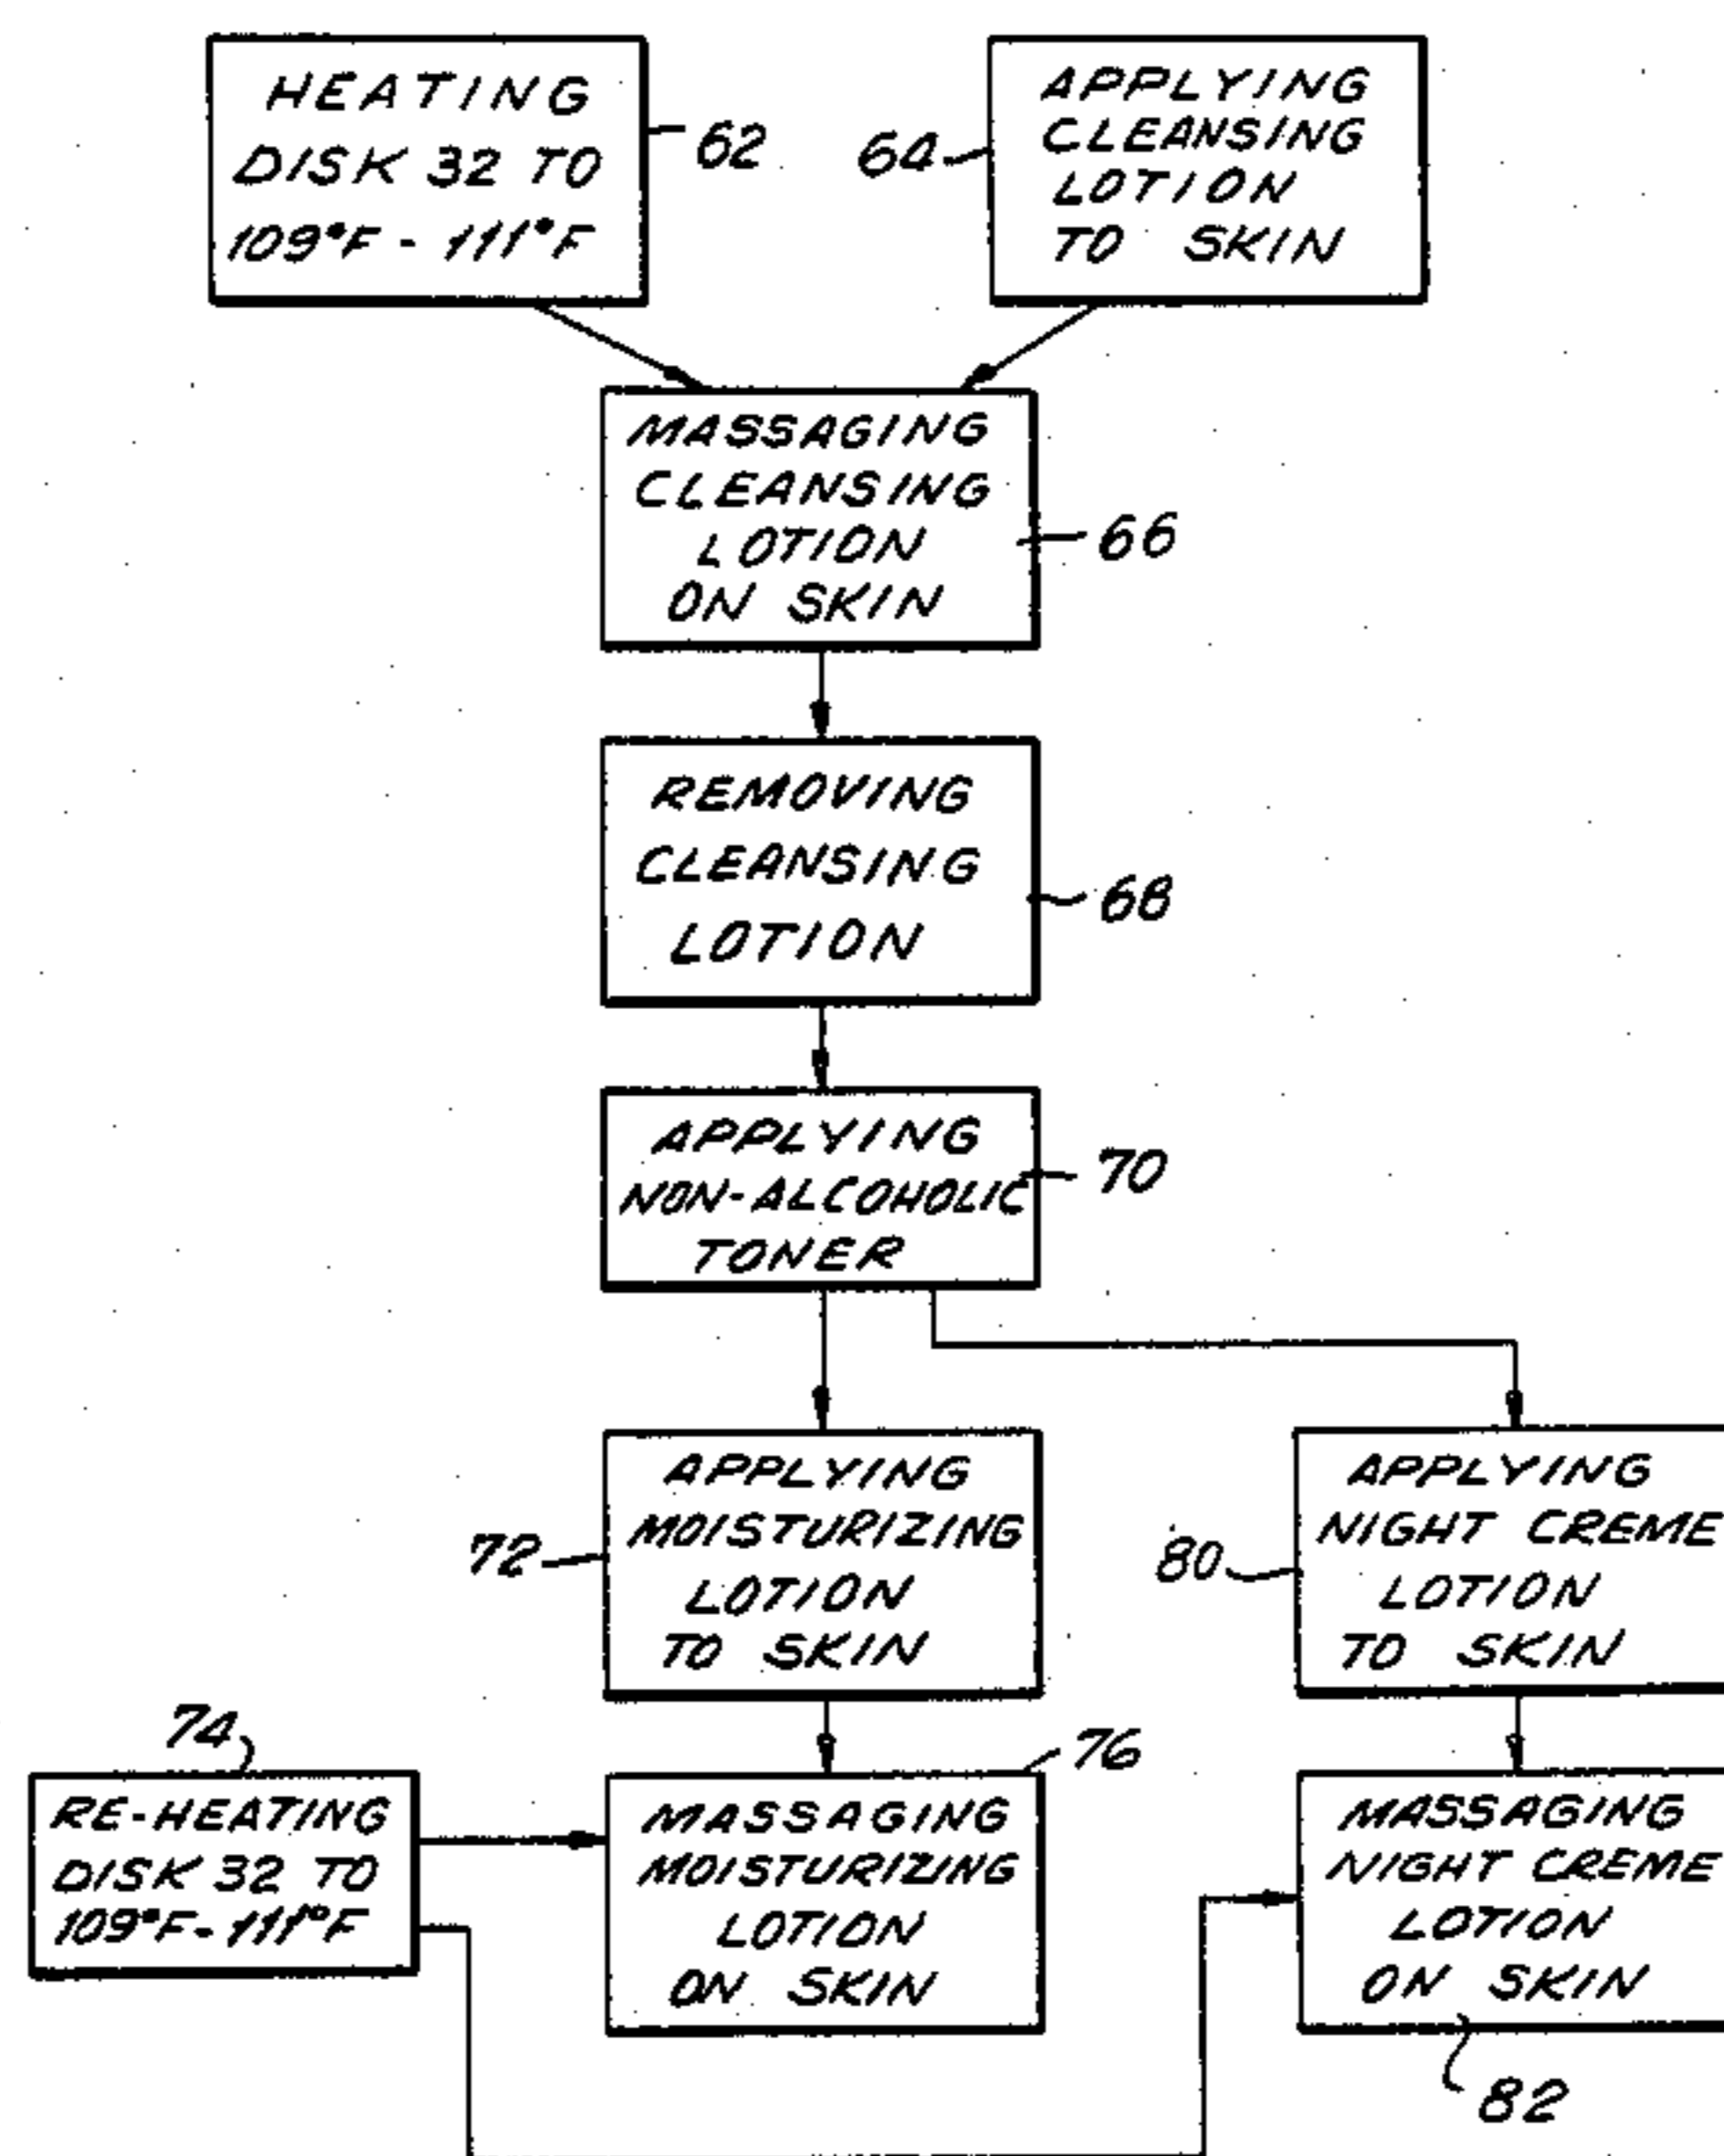 HEATING
DISK 32 TO
109°F - 111°F
62
64
APPLYING
CLEANSING
LOTION
TO SKIN
MASSAGING
CLEANSING
LOTION
ON SKIN
66
REMOVING
CLEANSING
LOTION
68
APPLYING
NON-ALCOHOLIC
TONER
70
72
APPLYING
MOISTURIZING
LOTION
TO SKIN
80
APPLYING
NIGHT CREME
LOTION
TO SKIN
74
RE-HEATING
DISK 32 TO
109°F - 111°F
76
MASSAGING
MOISTURIZING
LOTION
ON SKIN
MASSAGING
NIGHT CREME
LOTION
ON SKIN
82